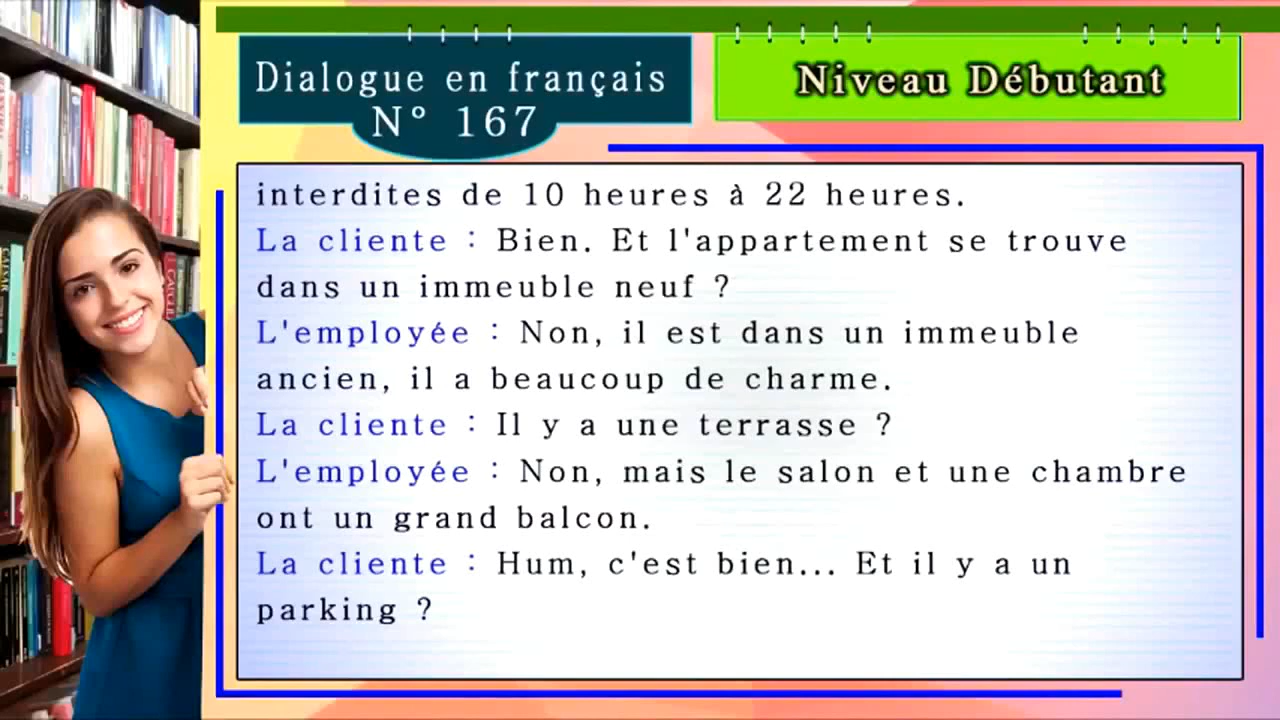 Dialogue en français
N° 167
Niveau Débutant
interdites de 10 heures à 22 heures.
La cliente : Bien. Et l'appartement se trouve
dans un immeuble neuf ?
L'employée : Non, il est dans un immeuble
ancien, il a beaucoup de charme.
La cliente : Il y a une terrasse ?
L'employée : Non, mais le salon et une chambre
ont un grand balcon.
La cliente : Hum, c'est bien... Et il y a un
parking ?